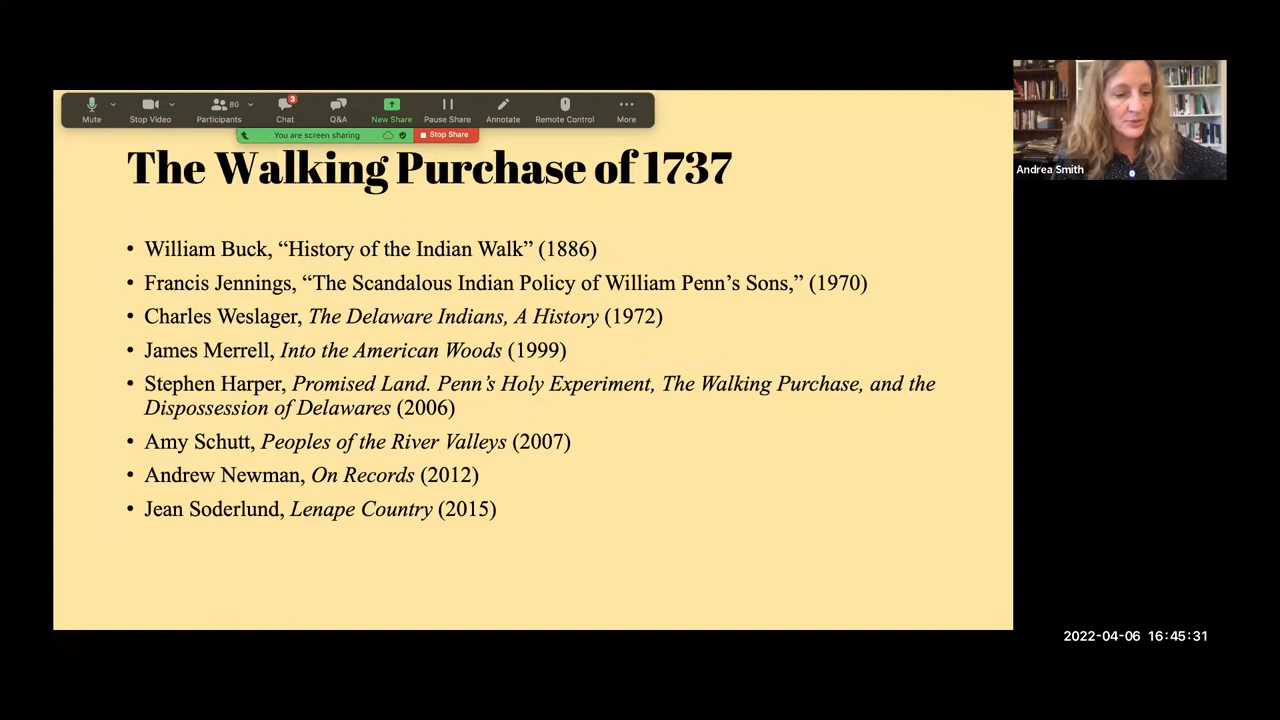 80
3
Mute
Stop Video
Participants
Chat
Q&A
New Share
Pause Share
Annotate
Remote Control
More
You are screen sharing
Stop Share
The Walking Purchase of 1737
• William Buck, “History of the Indian Walk” (1886)
• Francis Jennings, “The Scandalous Indian Policy of William Penn’s Sons,” (1970)
• Charles Weslager, The Delaware Indians, A History (1972)
• James Merrell, Into the American Woods (1999)
• Stephen Harper, Promised Land. Penn’s Holy Experiment, The Walking Purchase, and the
Dispossession of Delawares (2006)
• Amy Schutt, Peoples of the River Valleys (2007)
• Andrew Newman, On Records (2012)
• Jean Soderlund, Lenape Country (2015)
Andrea Smith
2022-04-06 16:45:31